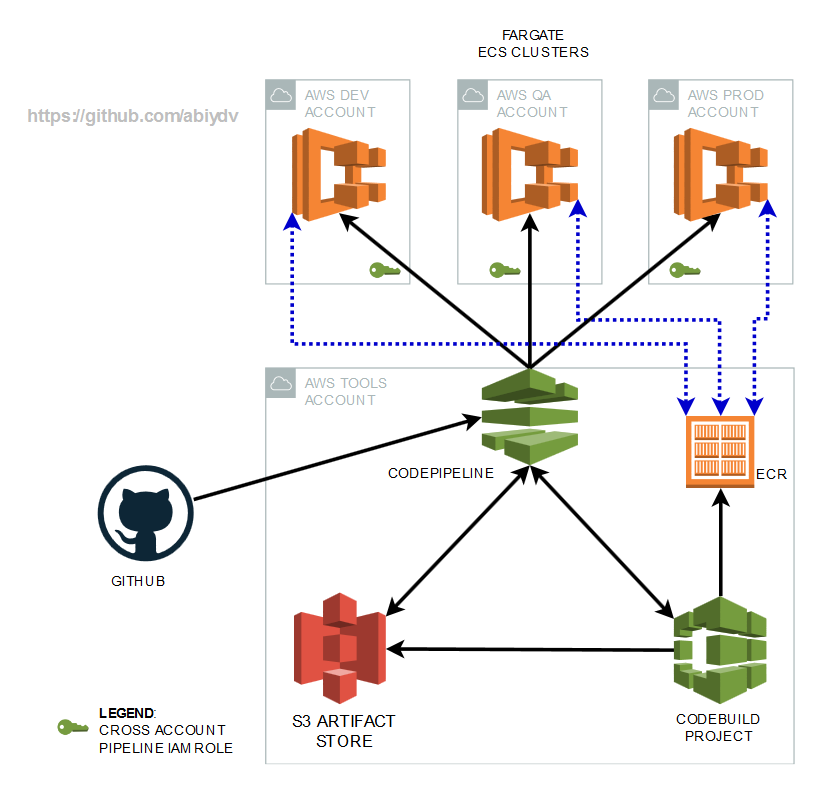 FARGATE
ECS CLUSTERS
https://github.com/abiydv
AWS DEV
ACCOUNT
AWS QA
ACCOUNT
AWS PROD
ACCOUNT
AWS TOOLS
ACCOUNT
CODEPIPELINE
ECR
GITHUB
S3 ARTIFACT
STORE
CODEBUILD
PROJECT
LEGEND:
CROSS ACCOUNT
PIPELINE IAM ROLE